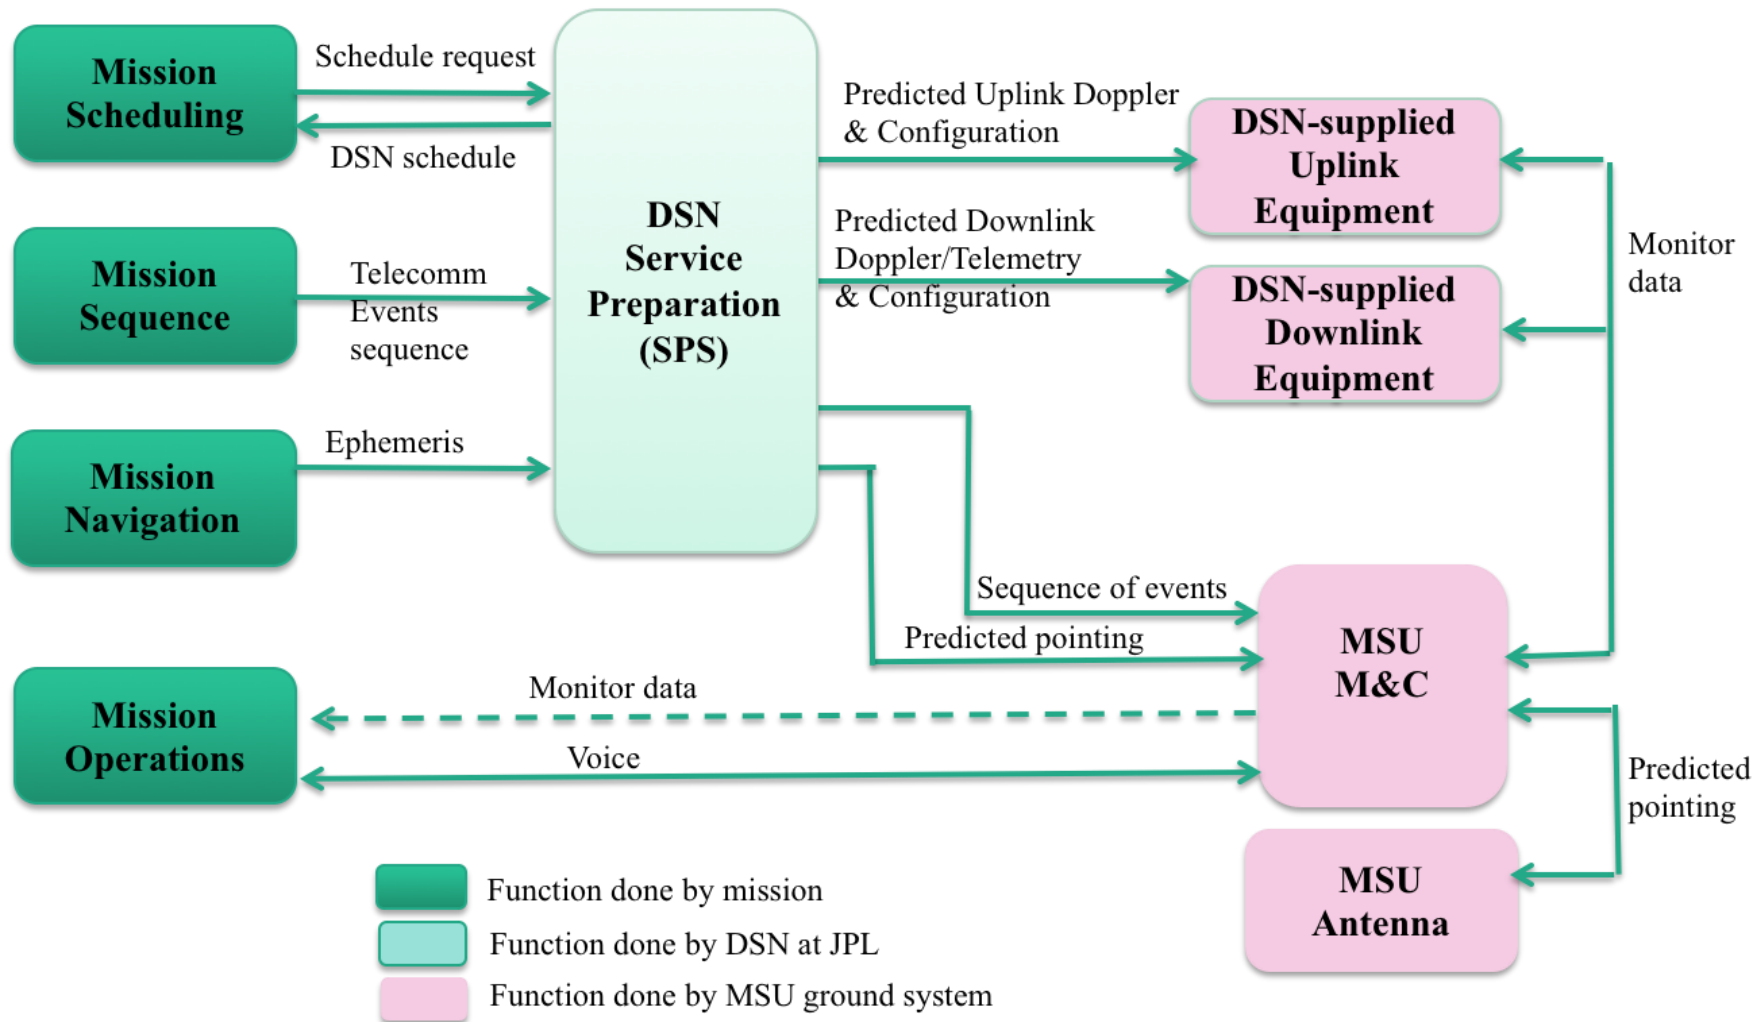 Mission
Scheduling
Schedule request
DSN schedule
Mission
Sequence
Telecomm
Events
sequence
Mission
Navigation
Ephemeris
DSN
Service
Preparation
(SPS)
Predicted Uplink Doppler
& Configuration
DSN-supplied
Uplink
Equipment
Predicted Downlink
Doppler/Telemetry
& Configuration
DSN-supplied
Downlink
Equipment
Monitor
data
Sequence of events
Predicted pointing
MSU
M&C
Mission
Operations
Monitor data
Voice
Predicted
pointing
MSU
Antenna
Function done by mission
Function done by DSN at JPL
Function done by MSU ground system